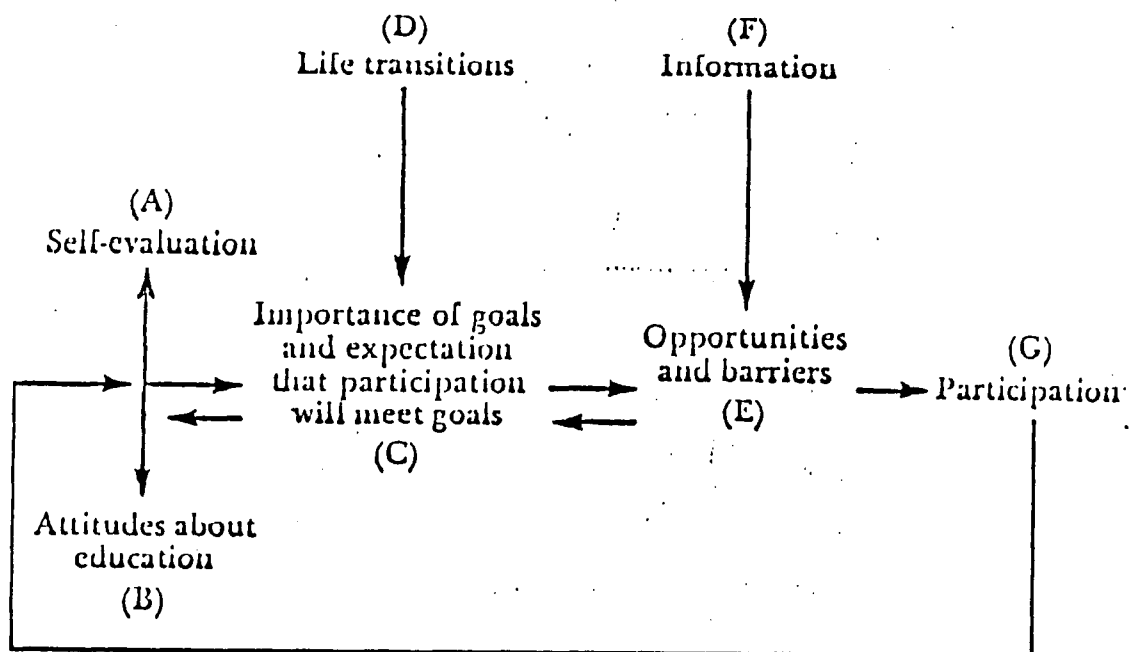 (D)
Life transitions
(F)
Information
(A)
Self-evaluation
Importance of goals
and expectation
that participation
will meet goals
(C)
Opportunities
and barriers
(E)
(G)
Participation
Attitudes about
education
(B)